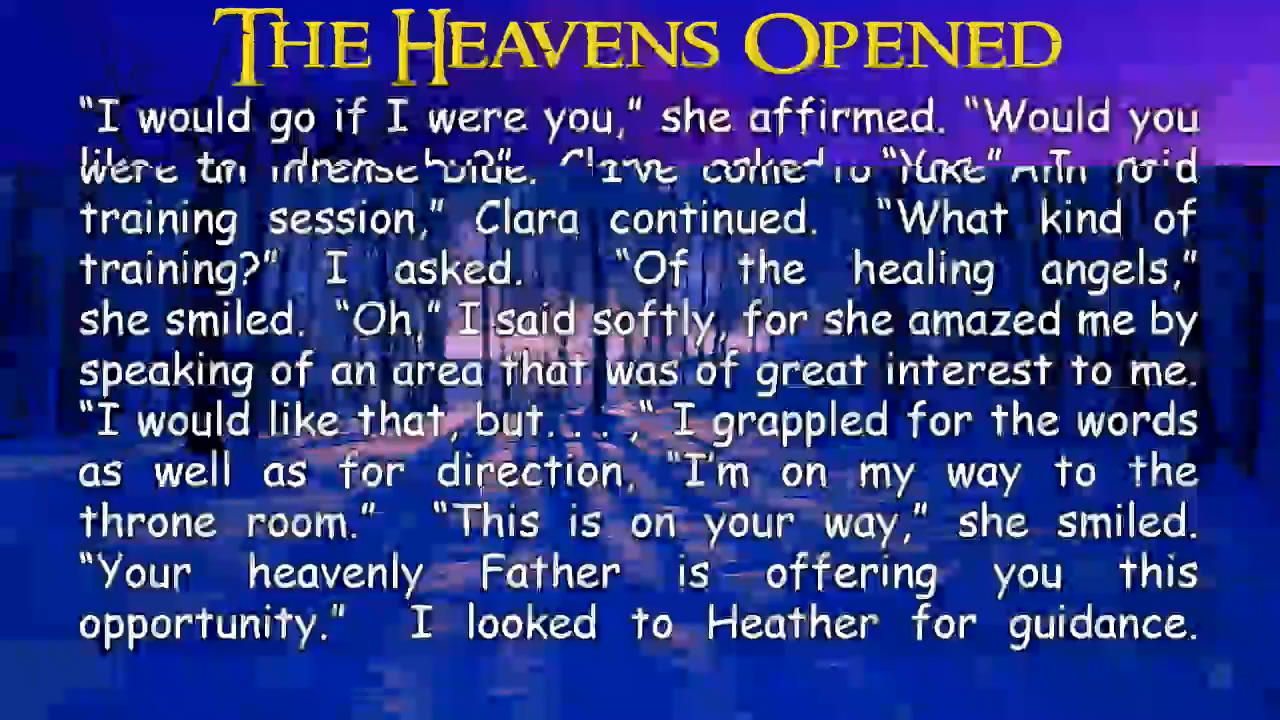 THE HEAVENS OPENED
“I would go if I were you,” she affirmed. “Would you
training session,” Clara continued. “What kind of
training?” I asked. “Of the healing angels,”
she smiled. “Oh,” I said softly, for she amazed me by
speaking of an area that was of great interest to me.
“I would like that, but. . . ,“ I grappled for the words
as well as for direction, “I’m on my way to the
throne room.” “This is on your way,” she smiled.
“Your heavenly Father is offering you this
opportunity.” I looked to Heather for guidance.